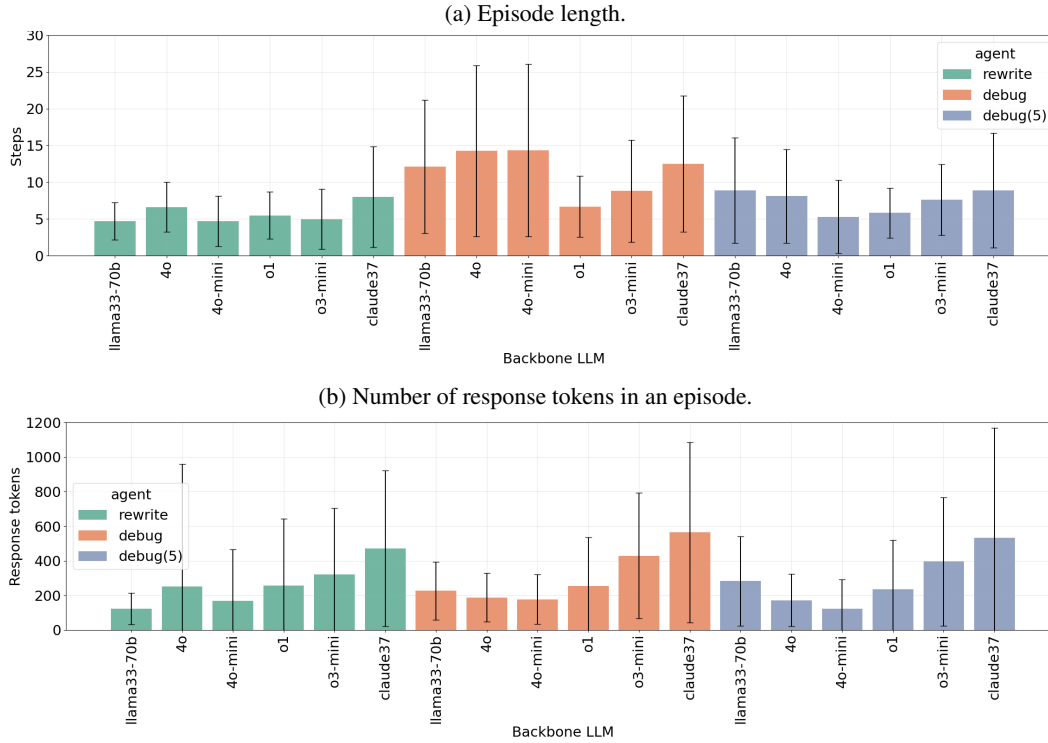 (a) Episode length.
30
25
20
15
10
5
0
Steps
agent
rewrite
debug
debug(5)
llama33-70b
4o
4o-mini
o1
o3-mini
claude37
llama33-70b
4o
4o-mini
o1
o3-mini
claude37
llama33-70b
4o
4o-mini
o1
o3-mini
claude37
Backbone LLM
(b) Number of response tokens in an episode.
1200
1000
800
600
400
200
0
Response tokens
agent
rewrite
debug
debug(5)
llama33-70b
4o
4o-mini
o1
o3-mini
claude37
llama33-70b
4o
4o-mini
o1
o3-mini
claude37
llama33-70b
4o
4o-mini
o1
o3-mini
claude37
Backbone LLM